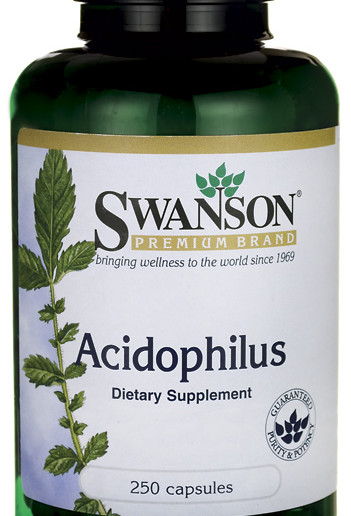 SWANSON®
PREMIUM BRAND
bringing wellness to the world since 1969
Acidophilus
Dietary Supplement
GUARANTEED
PURITY & POTENCY
250 capsules